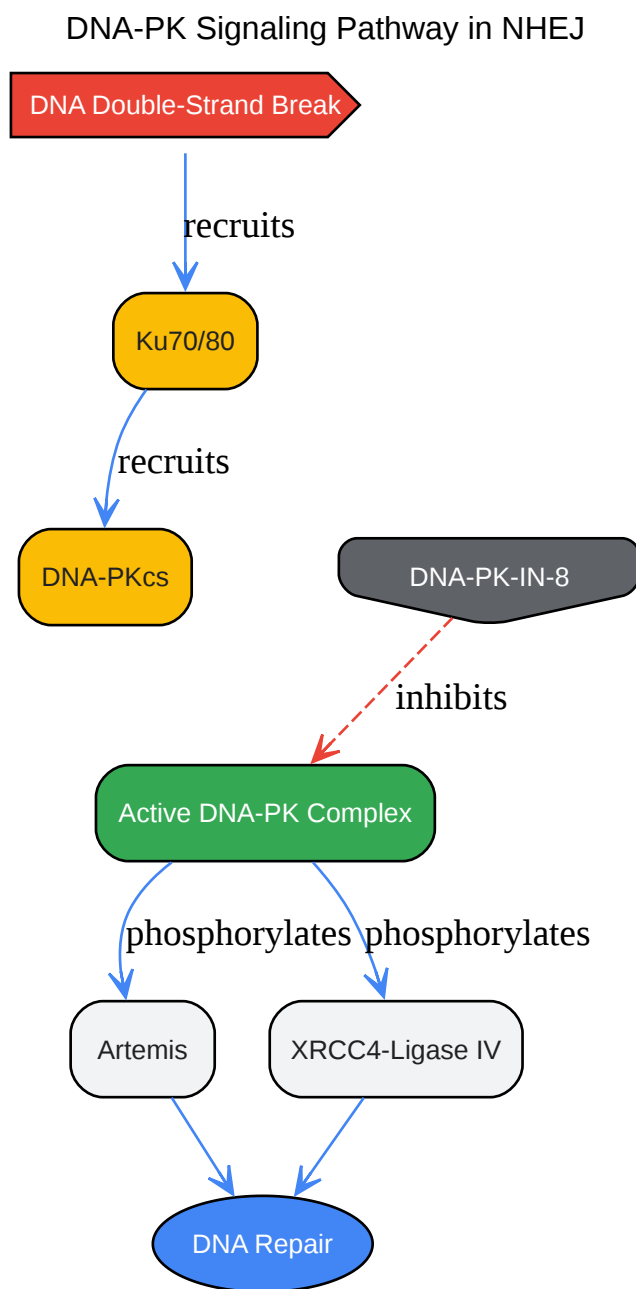 DNA-PK Signaling Pathway in NHEJ
DNA Double-Strand Break
recruits
Ku70/80
recruits
DNA-PKcs
DNA-PK-IN-8
inhibits
Active DNA-PK Complex
phosphorylates
phosphorylates
Artemis
XRCC4-Ligase IV
DNA Repair